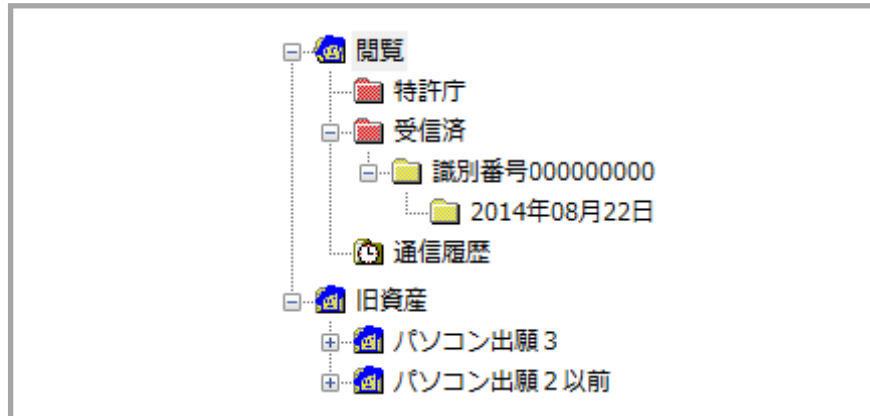 閲覧
特許庁
受信済
識別番号000000000
2014年08月22日
通信履歴
旧資産
パソコン出願３
パソコン出願２以前